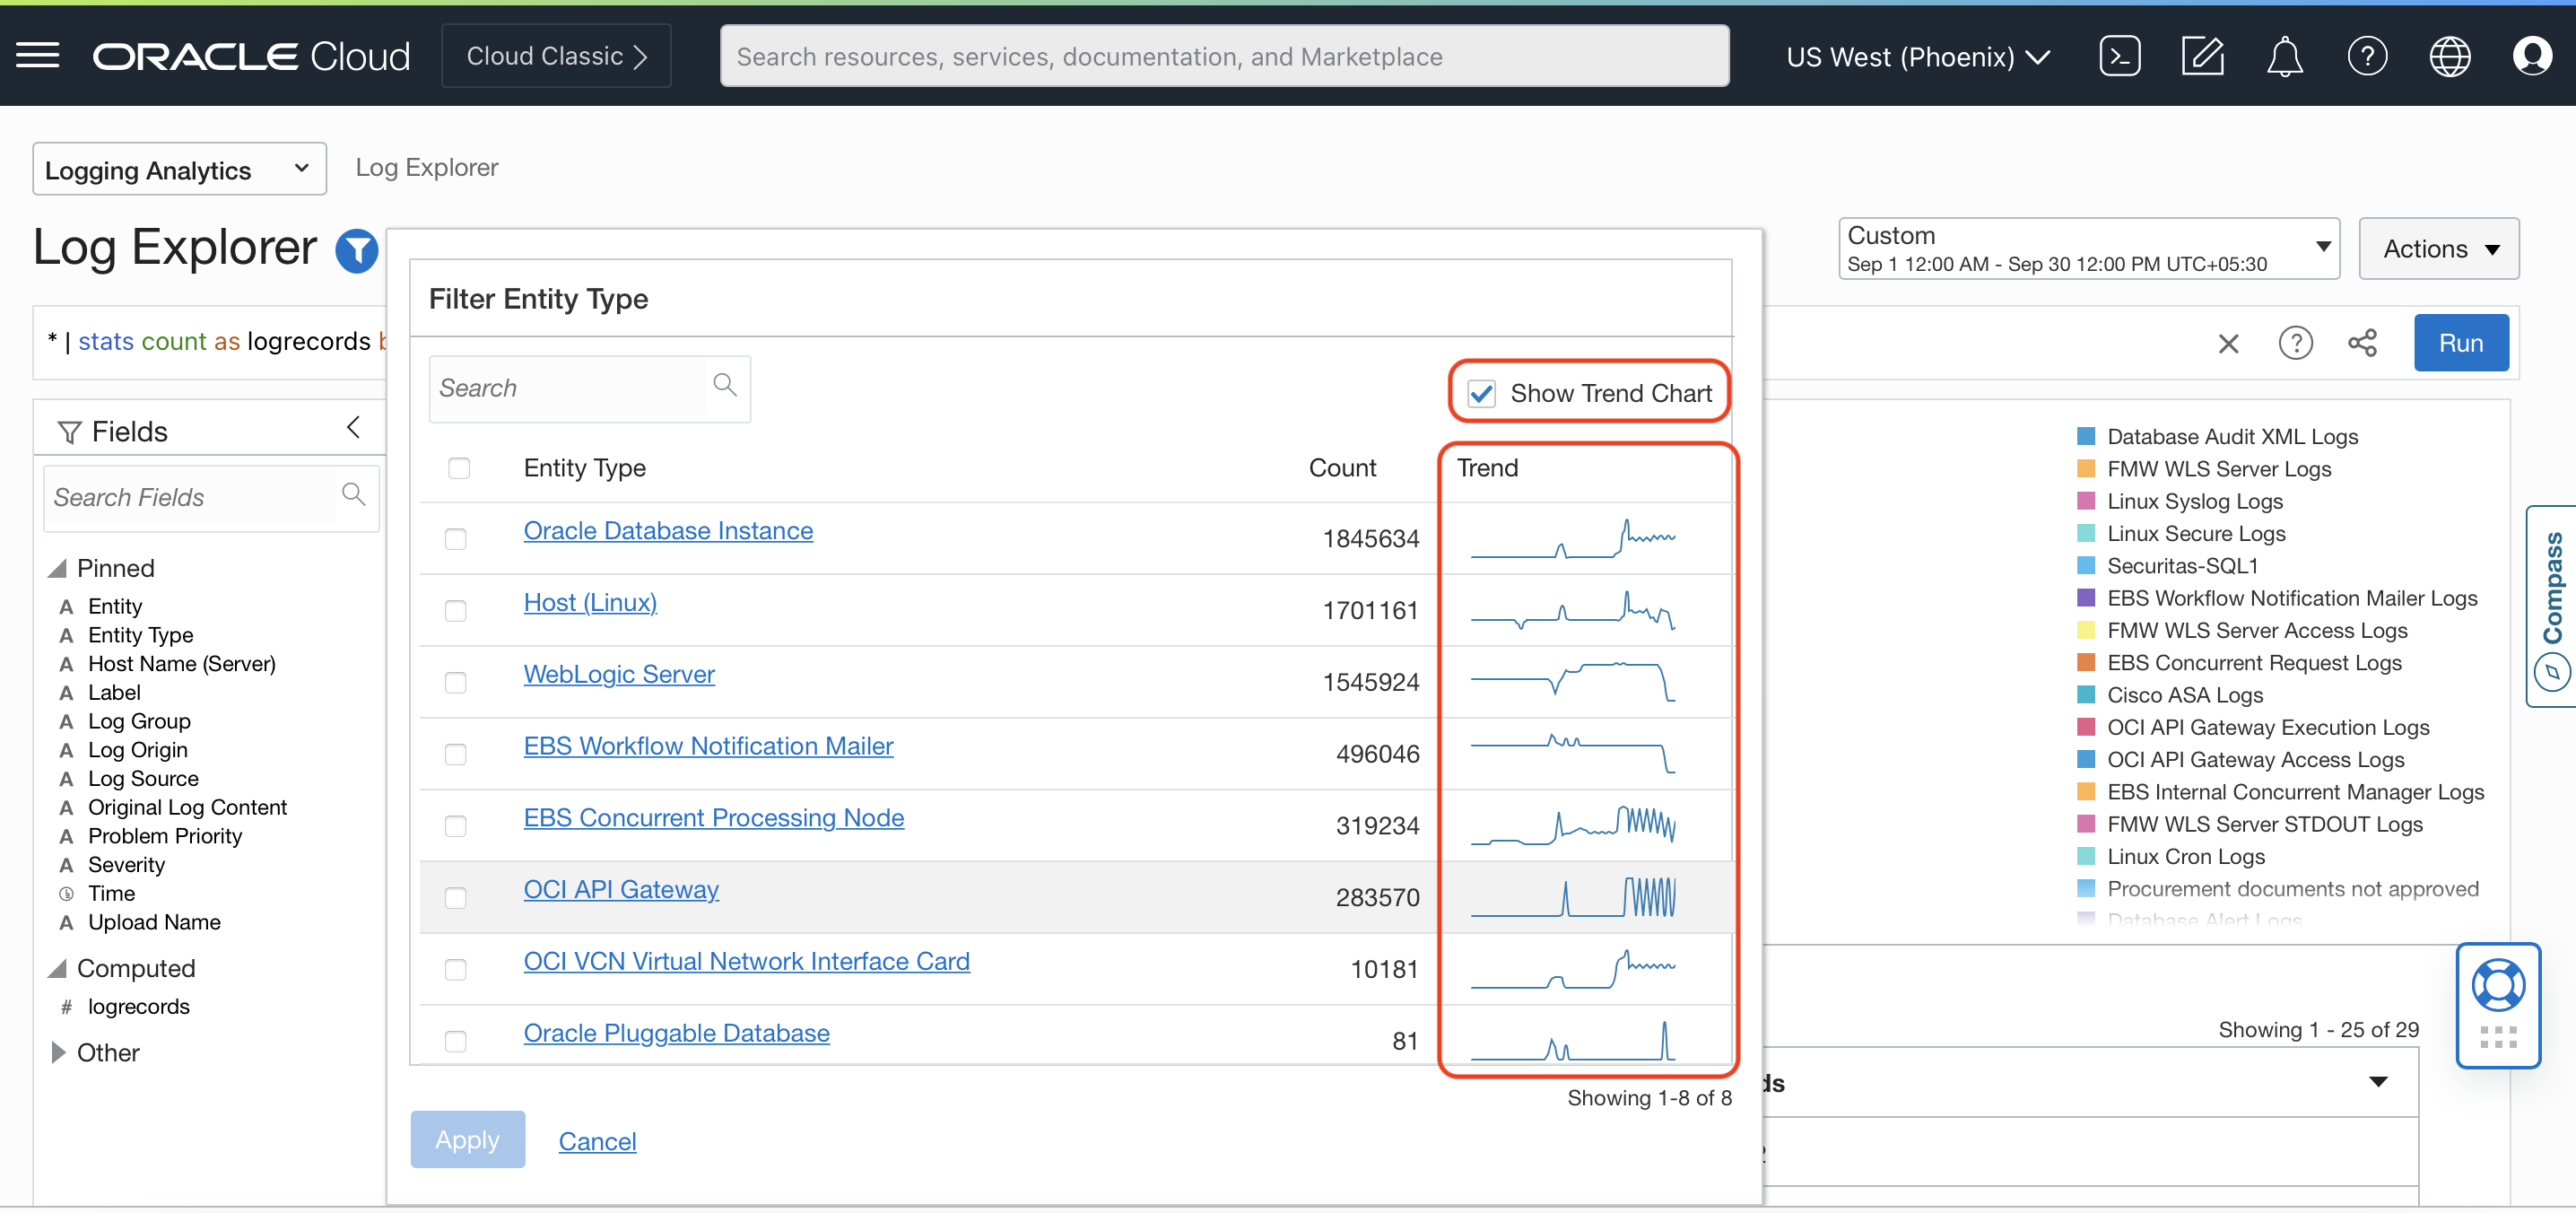 ORACLE Cloud
Cloud Classic
Search resources, services, documentation, and Marketplace
US West (Phoenix)
Logging Analytics
Log Explorer
Log Explorer
Custom
Sep 1 12:00 AM - Sep 30 12:00 PM UTC+05:30
Actions
* | stats count as logrecords
Run
Fields
Search Fields
Pinned
A Entity
A Entity Type
A Host Name (Server)
A Label
A Log Group
A Log Origin
A Log Source
A Original Log Content
A Problem Priority
A Severity
Time
A Upload Name
Computed
# logrecords
Other
Filter Entity Type
Search
Show Trend Chart
Entity Type Count Trend
Oracle Database Instance 1845634
Host (Linux) 1701161
WebLogic Server 1545924
EBS Workflow Notification Mailer 496046
EBS Concurrent Processing Node 319234
OCI API Gateway 283570
OCI VCN Virtual Network Interface Card 10181
Oracle Pluggable Database 81
Showing 1-8 of 8
Apply
Cancel
Database Audit XML Logs
FMW WLS Server Logs
Linux Syslog Logs
Linux Secure Logs
Securitas-SQL1
EBS Workflow Notification Mailer Logs
FMW WLS Server Access Logs
EBS Concurrent Request Logs
Cisco ASA Logs
OCI API Gateway Execution Logs
OCI API Gateway Access Logs
EBS Internal Concurrent Manager Logs
FMW WLS Server STDOUT Logs
Linux Cron Logs
Procurement documents not approved
Database Alert Logs
Compass
Showing 1 - 25 of 29
ds